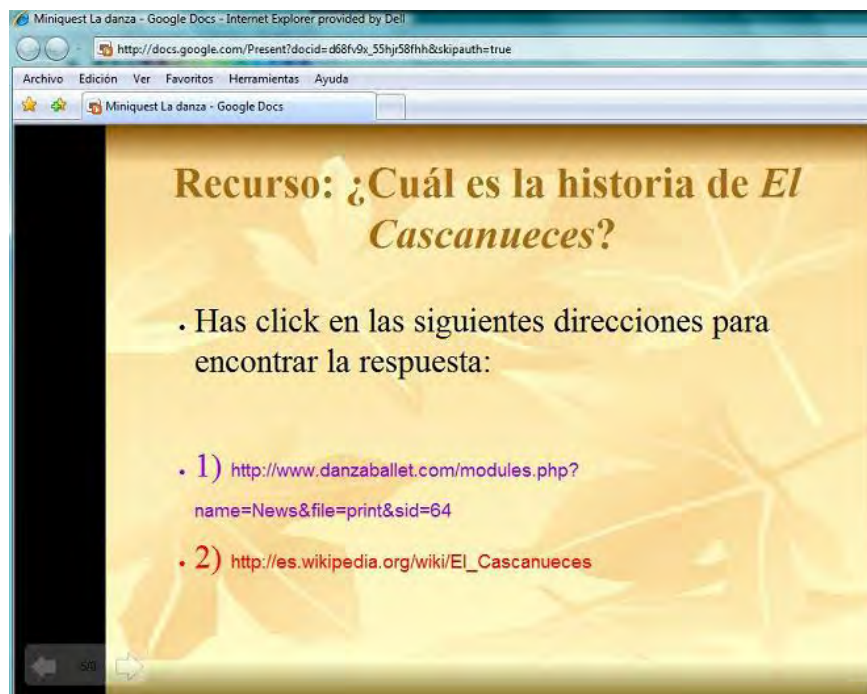 Miniquest La danza - Google Docs - Internet Explorer provided by Dell
http://docs.google.com/Present?docid=d68fv9x_55hjr58fhh&skipauth=true
Archivo Edición Ver Favoritos Herramientas Ayuda
Miniquest La danza - Google Docs
Recurso: ¿Cuál es la historia de El
Cascanueces?
• Has click en las siguientes direcciones para
encontrar la respuesta:
• 1) http://www.danzaballet.com/modules.php?
name=News&file=print&sid=64
• 2) http://es.wikipedia.org/wiki/El_Cascanueces